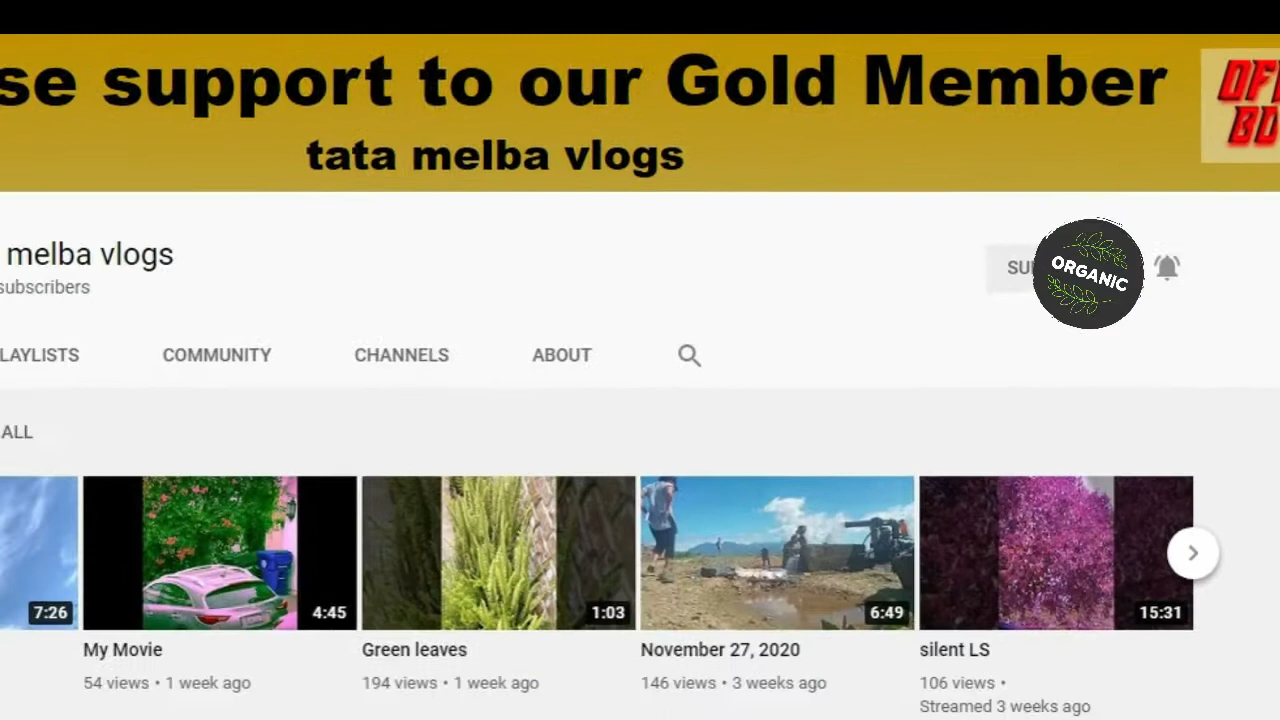 se support to our Gold Member
tata melba vlogs
melba vlogs
subscribers
ORGANIC
LAYLISTS COMMUNITY CHANNELS ABOUT
ALL
7:26 4:45 1:03 6:49 15:31
My Movie Green leaves November 27, 2020 silent LS
54 views • 1 week ago 194 views • 1 week ago 146 views • 3 weeks ago 106 views •
Streamed 3 weeks ago